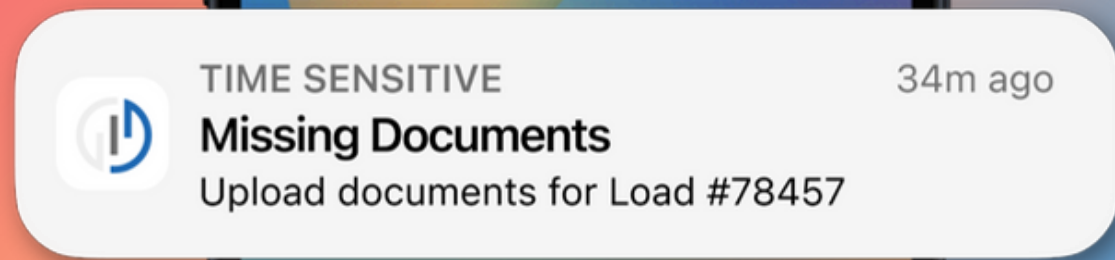 TIME SENSITIVE 34m ago
Missing Documents
Upload documents for Load #78457